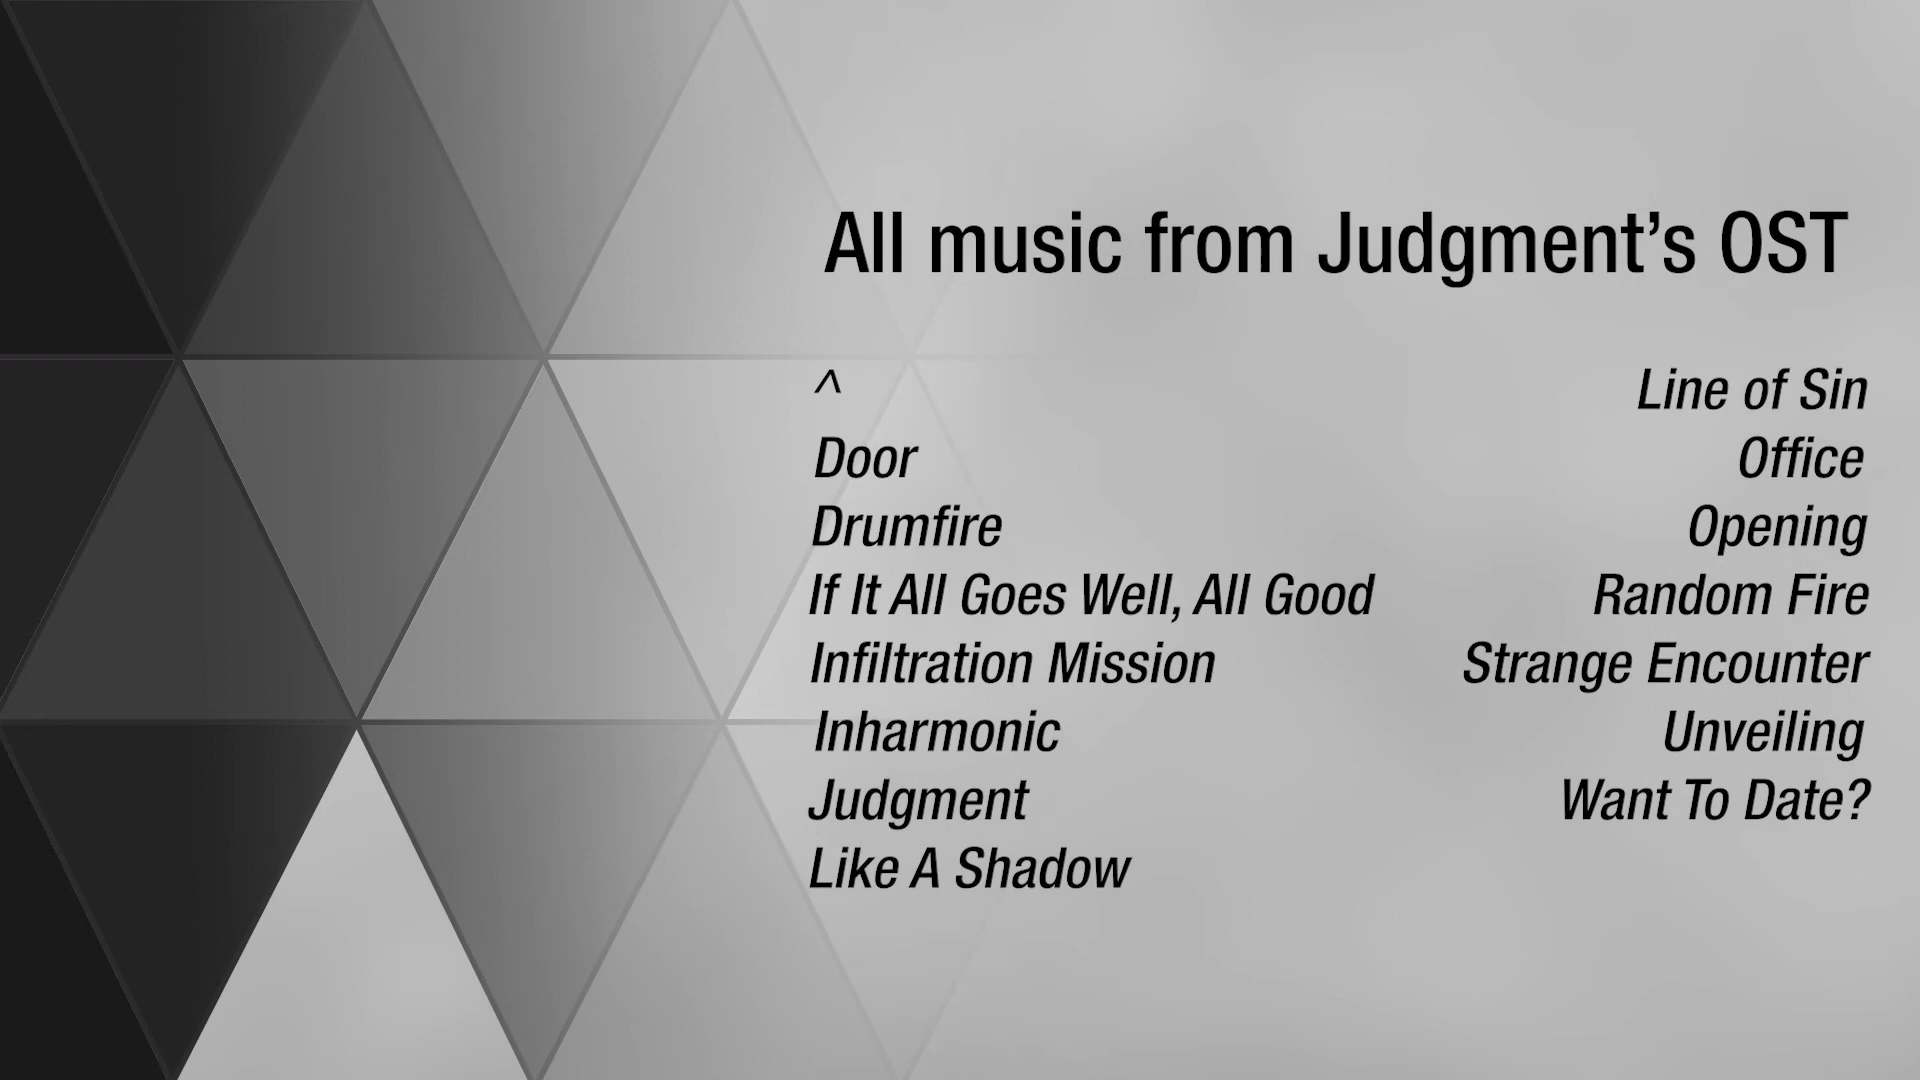 All music from Judgment’s OST
^
Door
Drumfire
If It All Goes Well, All Good
Infiltration Mission
Inharmonic
Judgment
Like A Shadow
Line of Sin
Office
Opening
Random Fire
Strange Encounter
Unveiling
Want To Date?